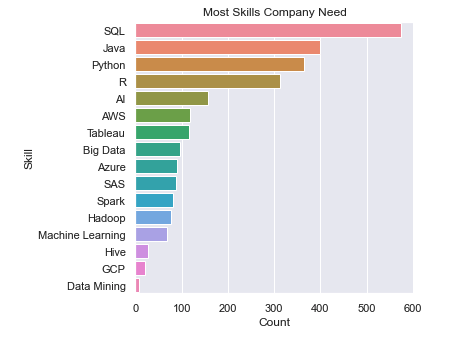 Most Skills Company Need
SQL
Java
Python
R
AI
AWS
Tableau
Big Data
Azure
SAS
Spark
Hadoop
Machine Learning
Hive
GCP
Data Mining
Skill
0 100 200 300 400 500 600
Count